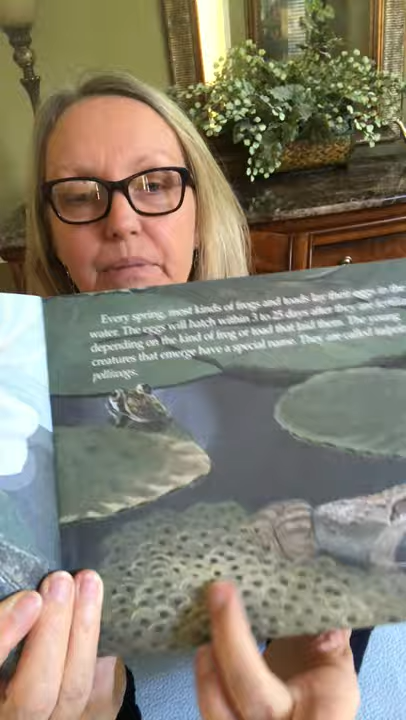 Every spring, most kinds of frogs and toads lay their eggs in the
water. The eggs will hatch within 3 to 25 days after they are
depending on the kind of frog or toad that laid them. The young
creatures that emerge have a special name. They are called
polliwogs.